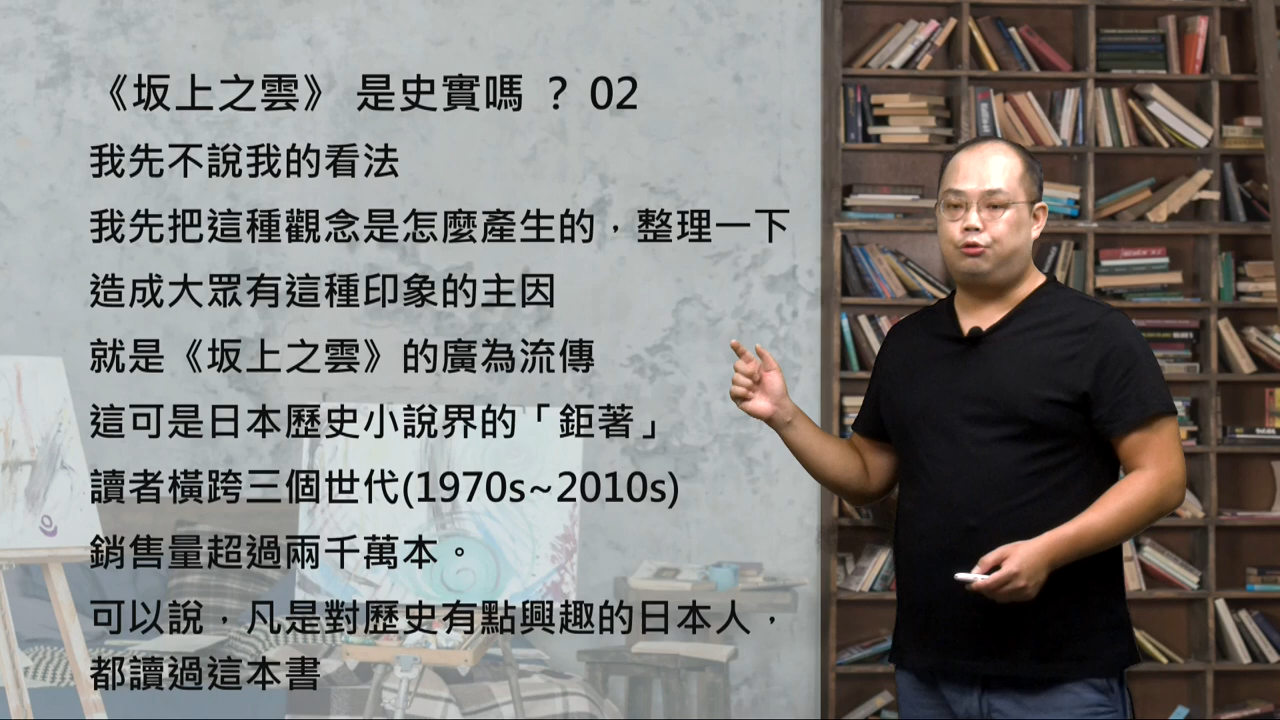 《坂上之雲》 是史實嗎 ？ 02
我先不說我的看法
我先把這種觀念是怎麼產生的，整理一下
造成大眾有這種印象的主因
就是《坂上之雲》的廣為流傳
這可是日本歷史小說界的「鉅著」
讀者橫跨三個世代(1970s~2010s)
銷售量超過兩千萬本。
可以說，凡是對歷史有點興趣的日本人，
都讀過這本書